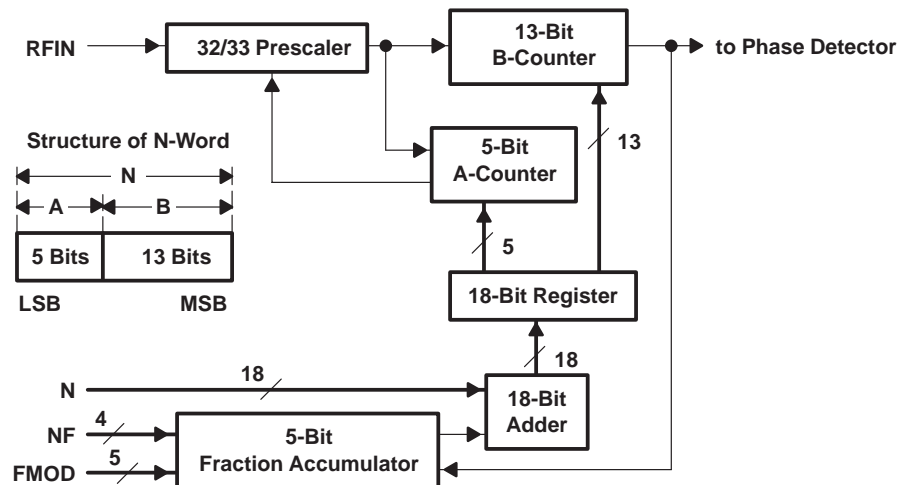 RFIN
32/33 Prescaler
13-Bit
B-Counter
to Phase Detector
Structure of N-Word
N
A
B
5 Bits
13 Bits
LSB
MSB
5-Bit
A-Counter
13
5
18-Bit Register
18
N
18
18-Bit
Adder
NF
4
5-Bit
Fraction Accumulator
FMOD
5